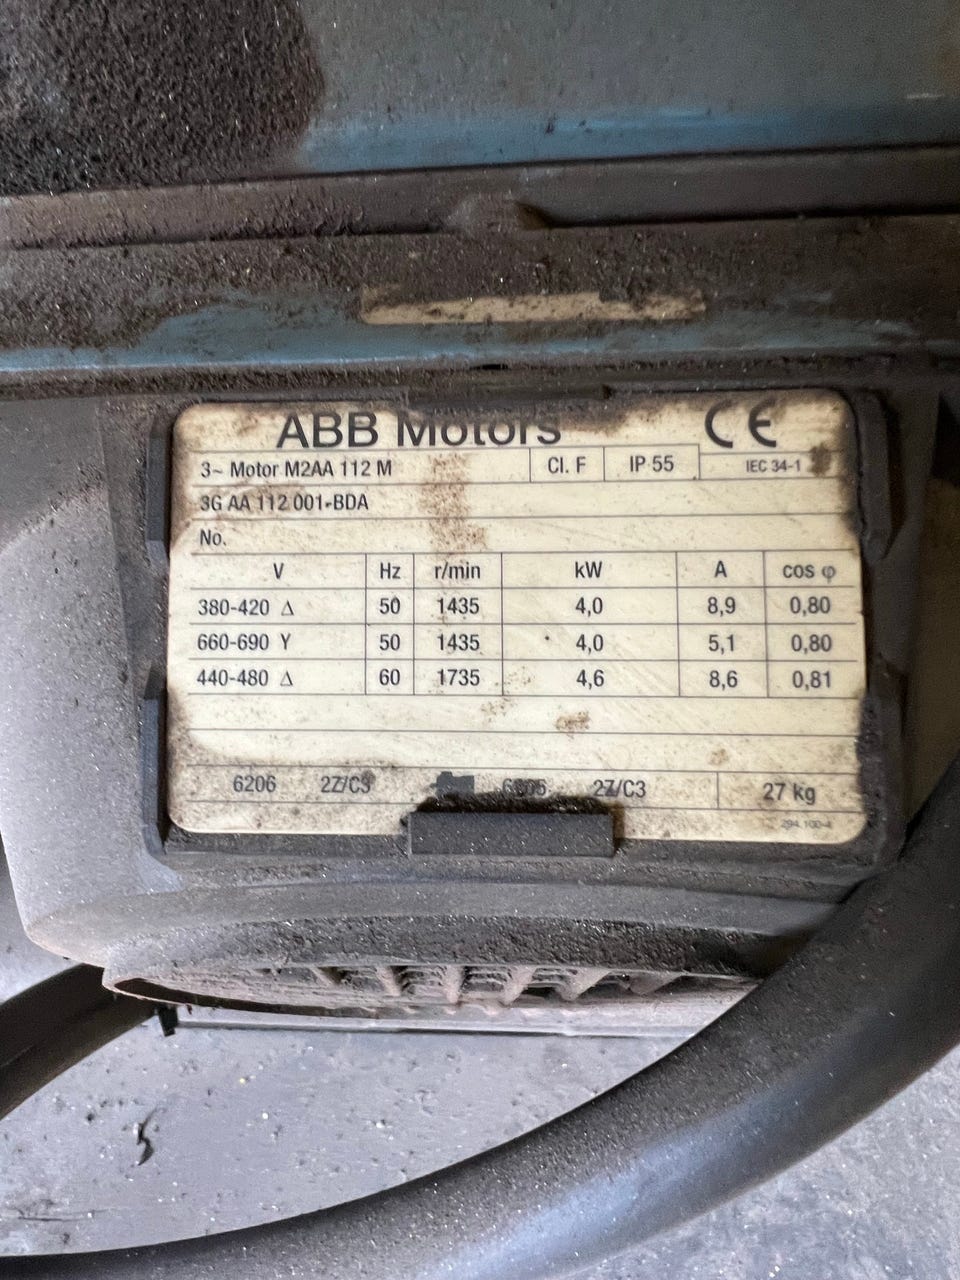 ABB Motors CE
3~ Motor M2AA 112 M Cl. F IP 55 IEC 34-1
3G AA 112 001-BDA
No.
V Hz r/min kW A cos φ
380-420 Δ 50 1435 4,0 8,9 0,80
660-690 Y 50 1435 4,0 5,1 0,80
440-480 Δ 60 1735 4,6 8,6 0,81
6206 2Z/C3 2Z/C3 27 kg